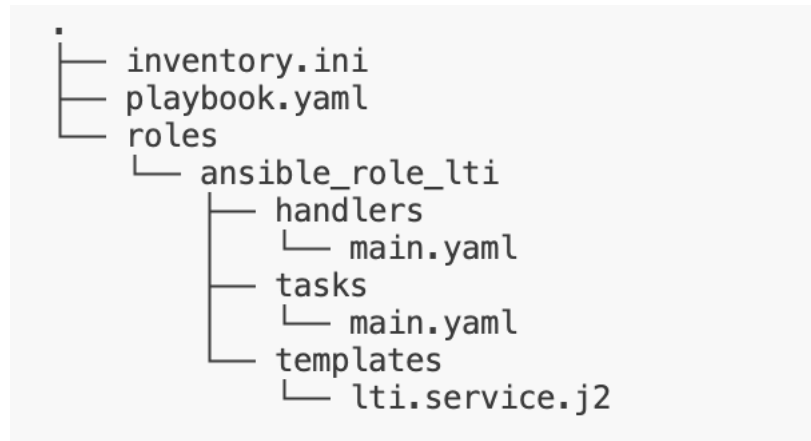 .
├── inventory.ini
├── playbook.yaml
└── roles
    └── ansible_role_lti
        ├── handlers
        │   └── main.yaml
        ├── tasks
        │   └── main.yaml
        └── templates
            └── lti.service.j2